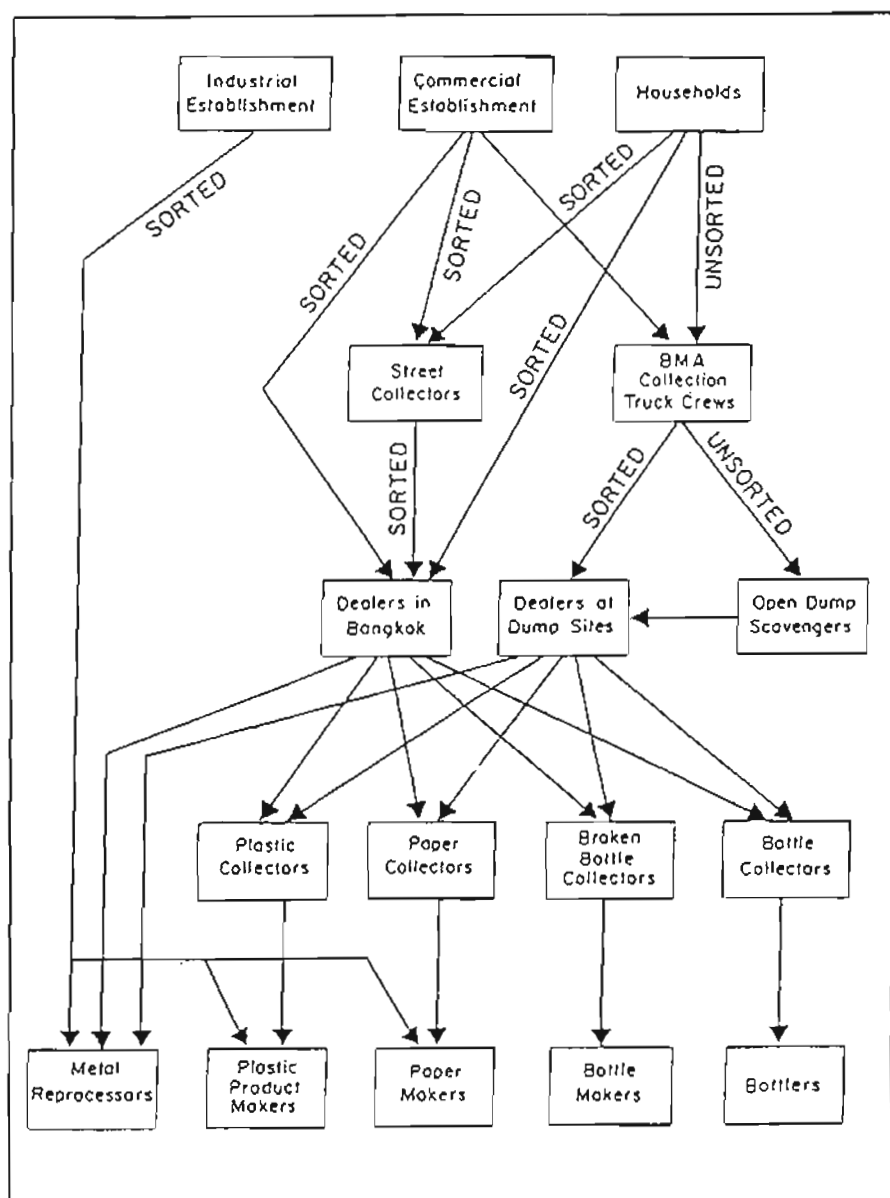 Industrial
Establishment
Commercial
Establishment
Households
SORTED
SORTED
SORTED
SORTED
UNSORTED
SORTED
Street
Collectors
BMA
Collection
Truck Crews
SORTED
SORTED
UNSORTED
Dealers in
Bangkok
Dealers at
Dump Sites
Open Dump
Scavengers
Plastic
Collectors
Paper
Collectors
Broken
Bottle
Collectors
Bottle
Collectors
Metal
Reprocessors
Plastic
Product
Makers
Paper
Makers
Bottle
Makers
Bottlers